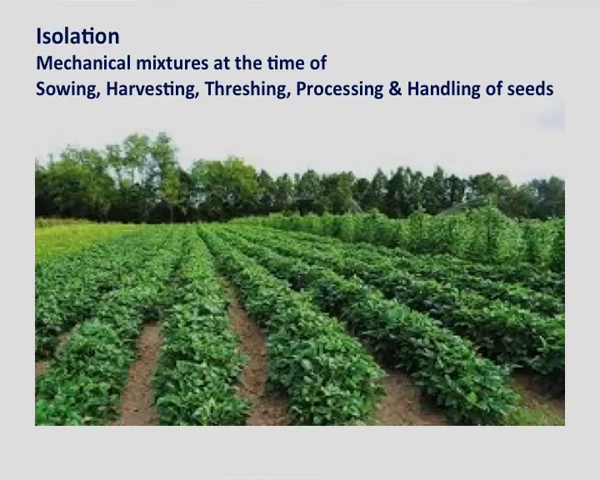 Isolation
Mechanical mixtures at the time of
Sowing, Harvesting, Threshing, Processing & Handling of seeds